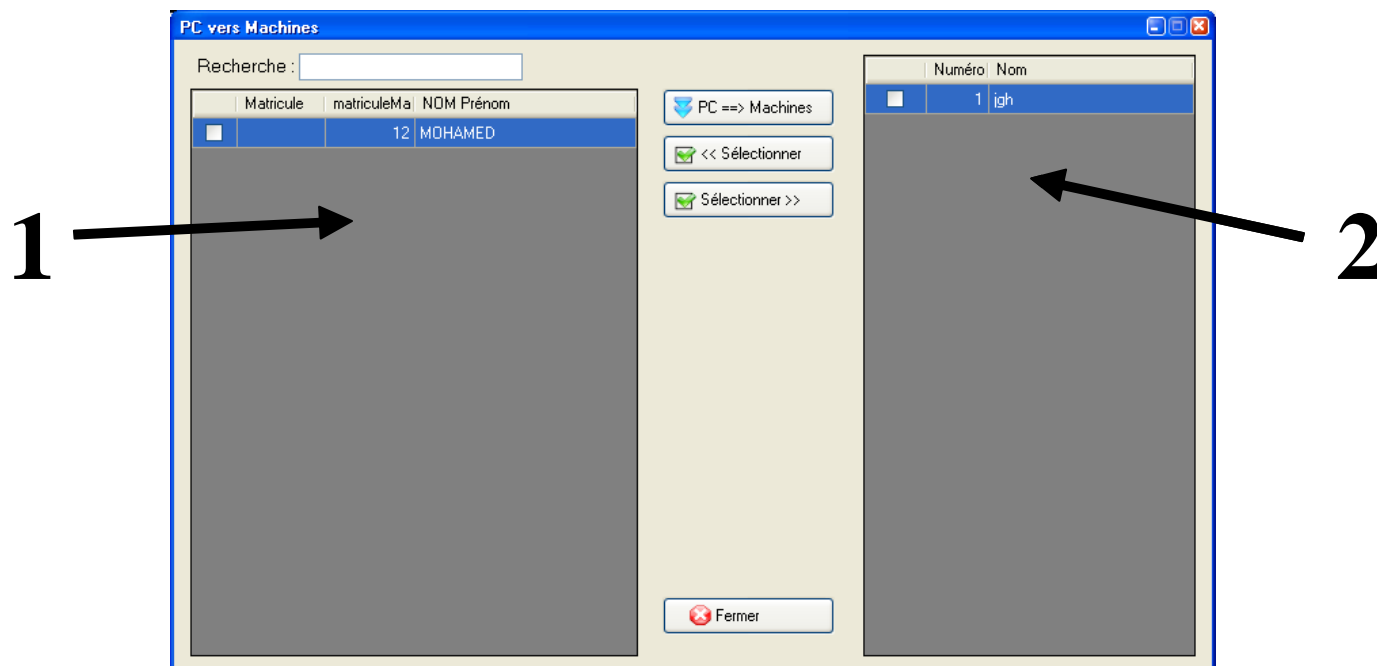 PC vers Machines
Recherche :
Matricule matriculeMa NOM Prénom
12 MOHAMED
PC ==> Machines
<< Sélectionner
Sélectionner >>
Fermer
Numéro Nom
1 jgh
1
2